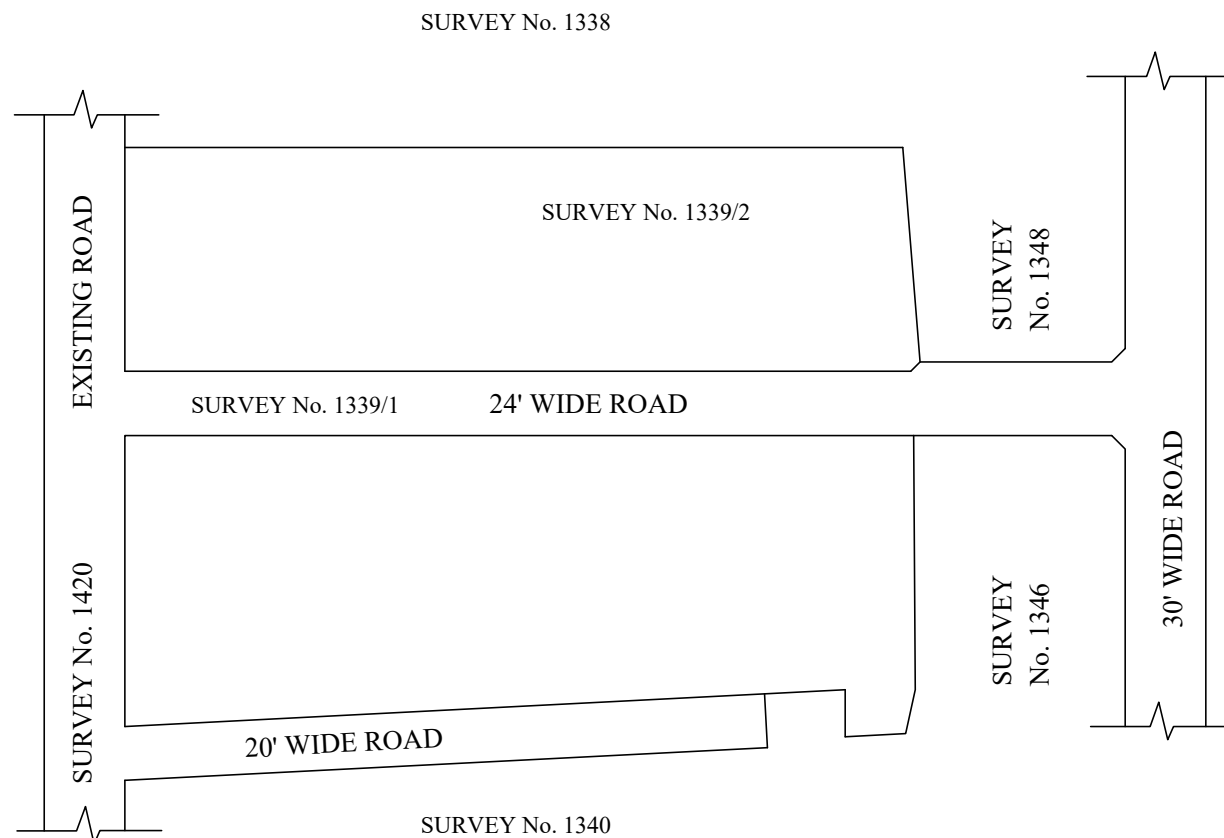 SURVEY No. 1338
EXISTING ROAD
SURVEY No. 1339/2
SURVEY
No. 1348
SURVEY No. 1339/1
24' WIDE ROAD
30' WIDE ROAD
SURVEY No. 1420
SURVEY
No. 1346
20' WIDE ROAD
SURVEY No. 1340